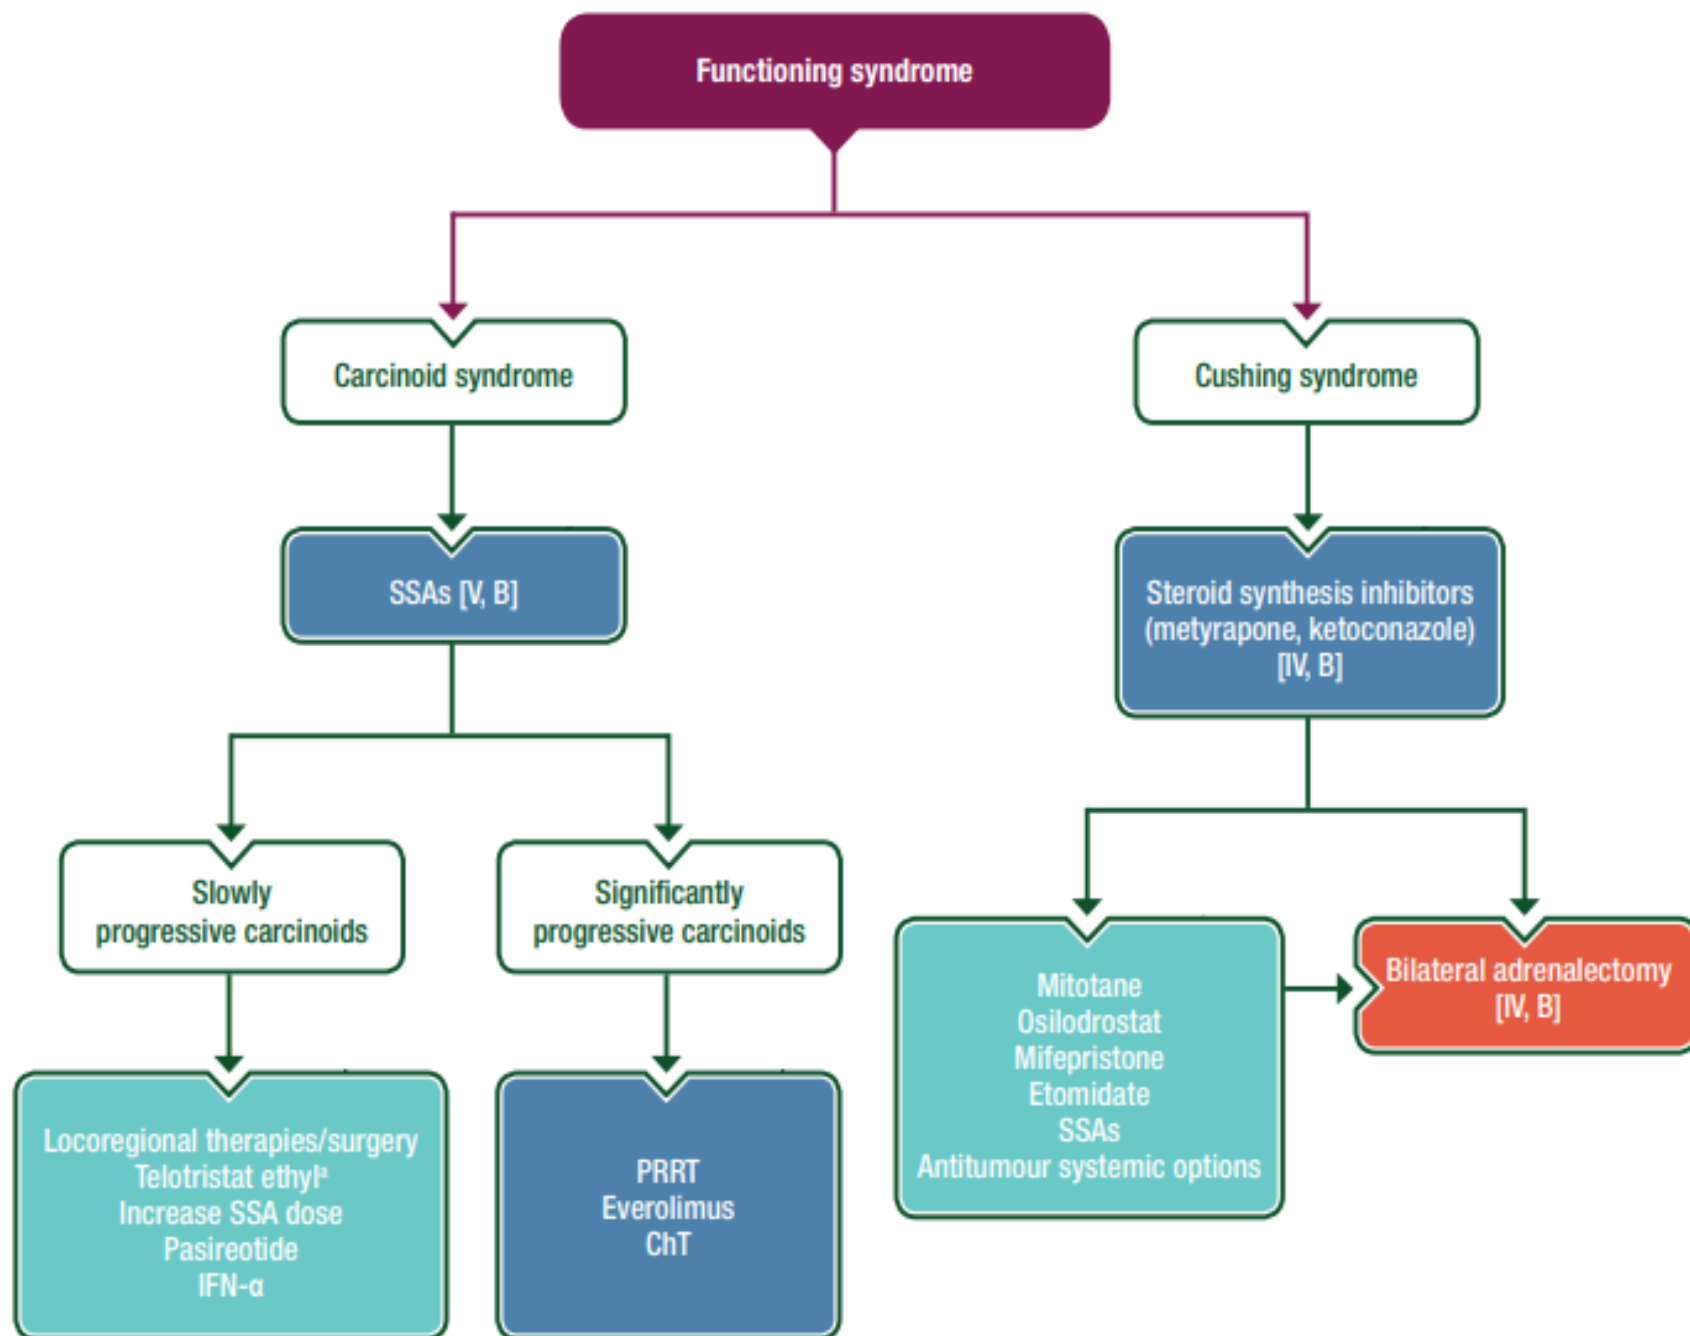 Functioning syndrome
Carcinoid syndrome
Cushing syndrome
SSAs [V, B]
Steroid synthesis inhibitors
(metyrapone, ketoconazole)
[IV, B]
Slowly
progressive carcinoids
Significantly
progressive carcinoids
Mitotane
Osilodrostat
Mifepristone
Etomidate
SSAs
Antitumour systemic options
Bilateral adrenalectomy
[IV, B]
Locoregional therapies/surgery
Telotristat ethylᵃ
Increase SSA dose
Pasireotide
IFN-α
PRRT
Everolimus
ChT